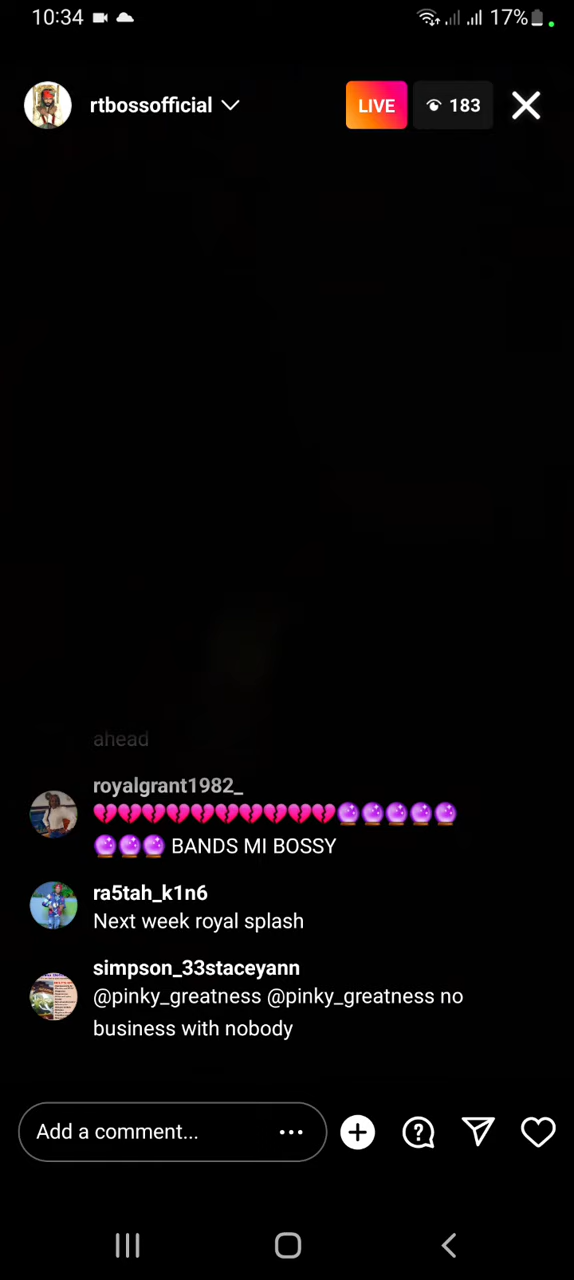 10:34 17%
rtbossofficial LIVE 183
ahead
royalgrant1982_
💔💔💔💔💔💔💔💔💔💔🔮🔮🔮🔮🔮
🔮🔮🔮 BANDS MI BOSSY
ra5tah_k1n6
Next week royal splash
simpson_33staceyann
@pinky_greatness @pinky_greatness no
business with nobody
Add a comment...